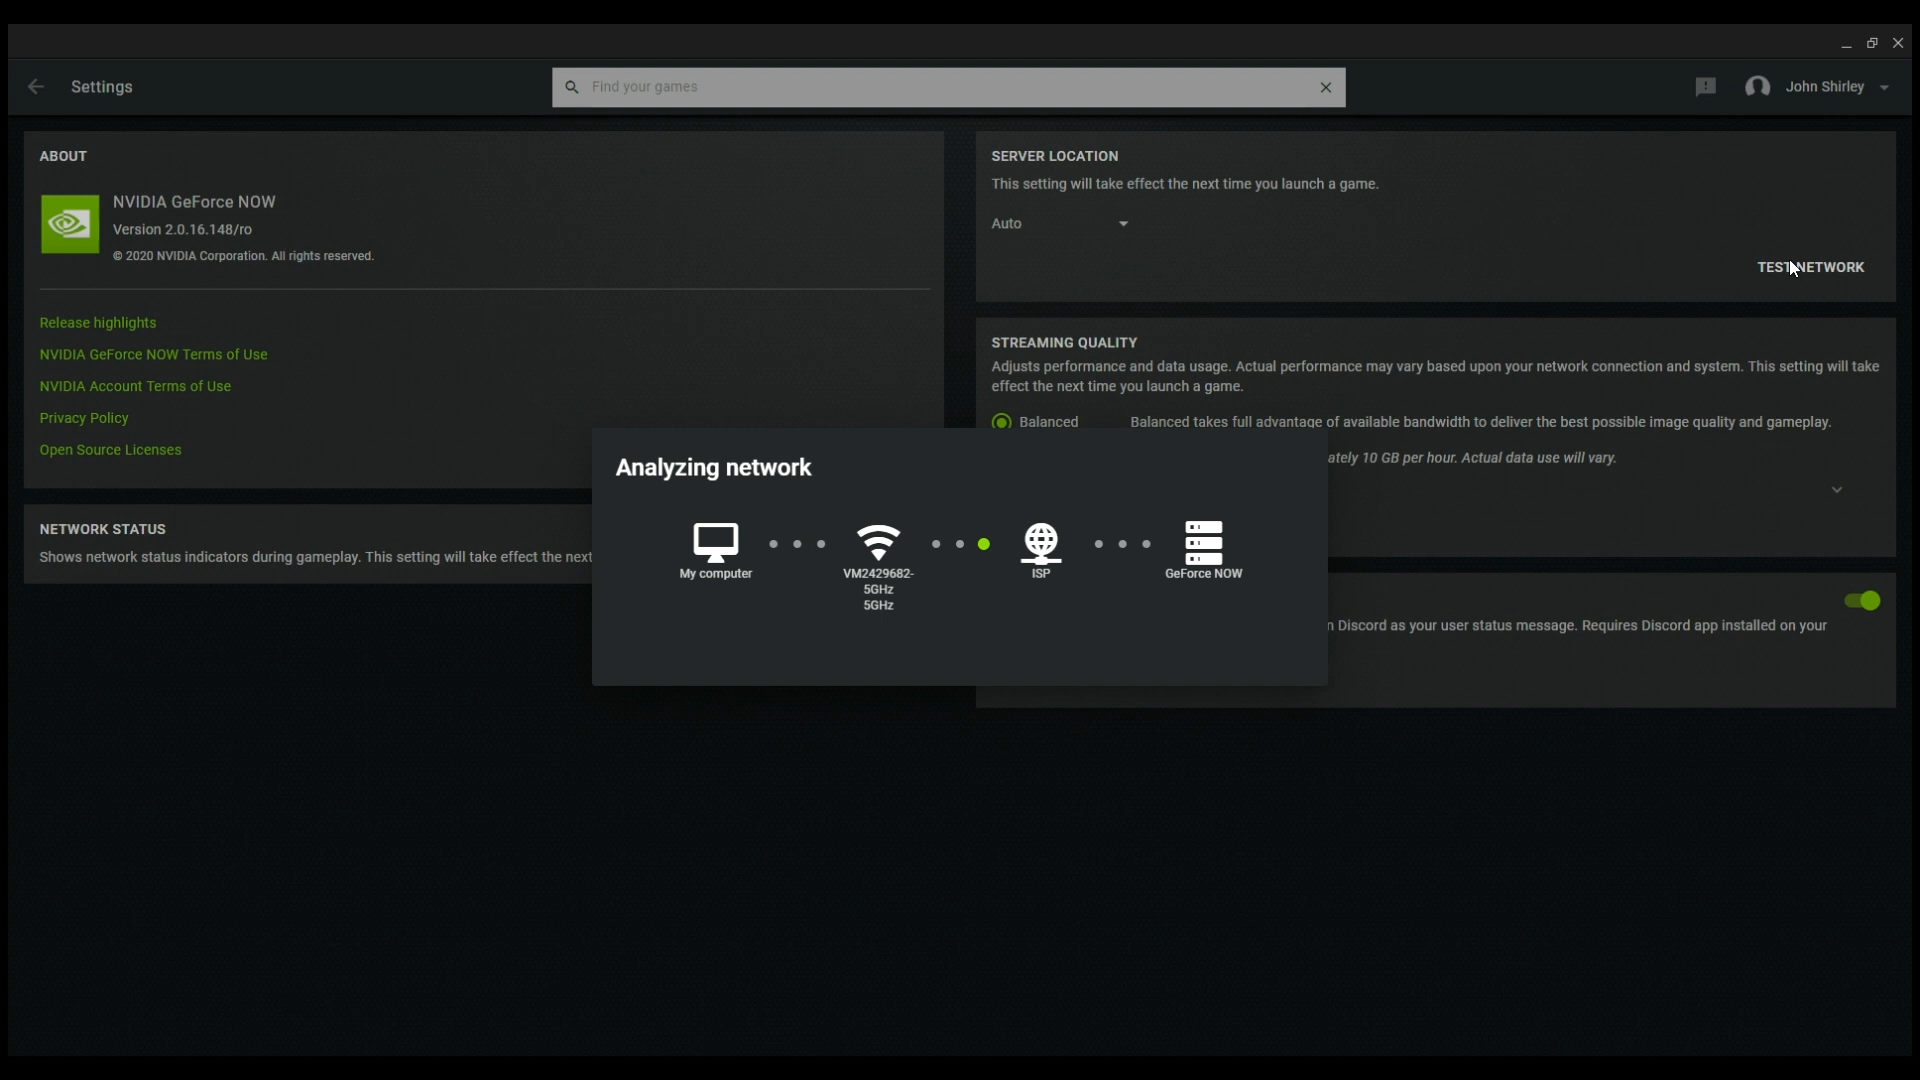 Settings
Find your games
John Shirley
ABOUT
NVIDIA GeForce NOW
Version 2.0.16.148/ro
© 2020 NVIDIA Corporation. All rights reserved.
Release highlights
NVIDIA GeForce NOW Terms of Use
NVIDIA Account Terms of Use
Privacy Policy
Open Source Licenses
NETWORK STATUS
Shows network status indicators during gameplay. This setting will take effect the next
SERVER LOCATION
This setting will take effect the next time you launch a game.
Auto
TEST NETWORK
STREAMING QUALITY
Adjusts performance and data usage. Actual performance may vary based upon your network connection and system. This setting will take
effect the next time you launch a game.
Balanced Balanced takes full advantage of available bandwidth to deliver the best possible image quality and gameplay.
ately 10 GB per hour. Actual data use will vary.
n Discord as your user status message. Requires Discord app installed on your
Analyzing network
My computer
VM2429682-
5GHz
5GHz
ISP
GeForce NOW